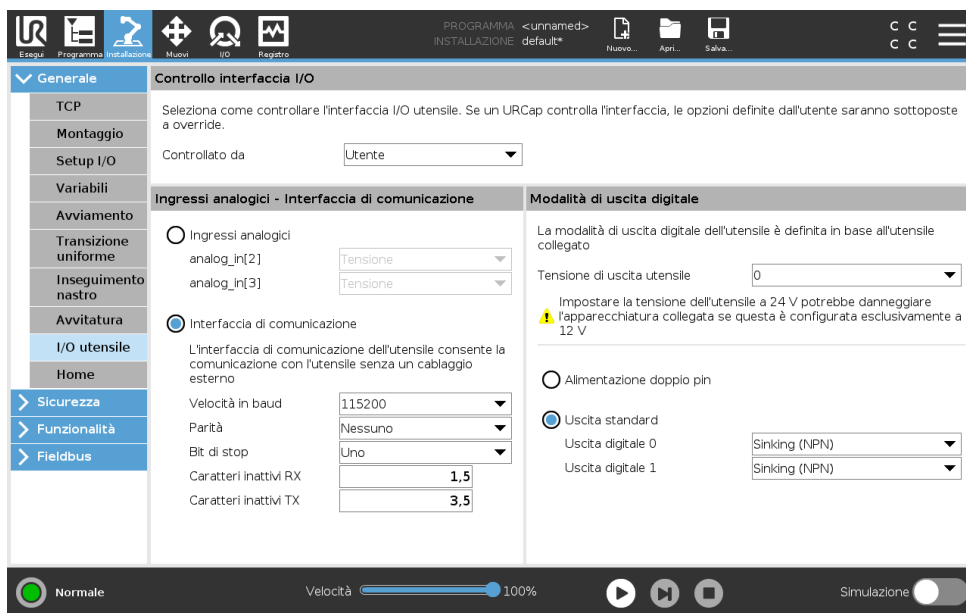 PROGRAMMA <unnamed>
INSTALLAZIONE default*
UR
Esegui
Programma
Installazione
Muovi
I/O
Registro
Nuovo...
Apri...
Salva...
C C
C C
Generale
TCP
Montaggio
Setup I/O
Variabili
Avviamento
Transizione
uniforme
Inseguimento
nastro
Avvitatura
I/O utensile
Home
Sicurezza
Funzionalità
Fieldbus
Controllo interfaccia I/O
Seleziona come controllare l'interfaccia I/O utensile. Se un URCap controlla l'interfaccia, le opzioni definite dall'utente saranno sottoposte
a override.
Controllato da Utente
Ingressi analogici - Interfaccia di comunicazione
Ingressi analogici
analog_in[2] Tensione
analog_in[3] Tensione
Interfaccia di comunicazione
L'interfaccia di comunicazione dell'utensile consente la
comunicazione con l'utensile senza un cablaggio
esterno
Velocità in baud 115200
Parità Nessuno
Bit di stop Uno
Caratteri inattivi RX 1,5
Caratteri inattivi TX 3,5
Modalità di uscita digitale
La modalità di uscita digitale dell'utensile è definita in base all'utensile
collegato
Tensione di uscita utensile 0
Impostare la tensione dell'utensile a 24 V potrebbe danneggiare
l'apparecchiatura collegata se questa è configurata esclusivamente a
12 V
Alimentazione doppio pin
Uscita standard
Uscita digitale 0 Sinking (NPN)
Uscita digitale 1 Sinking (NPN)
Normale
Velocità 100%
Simulazione